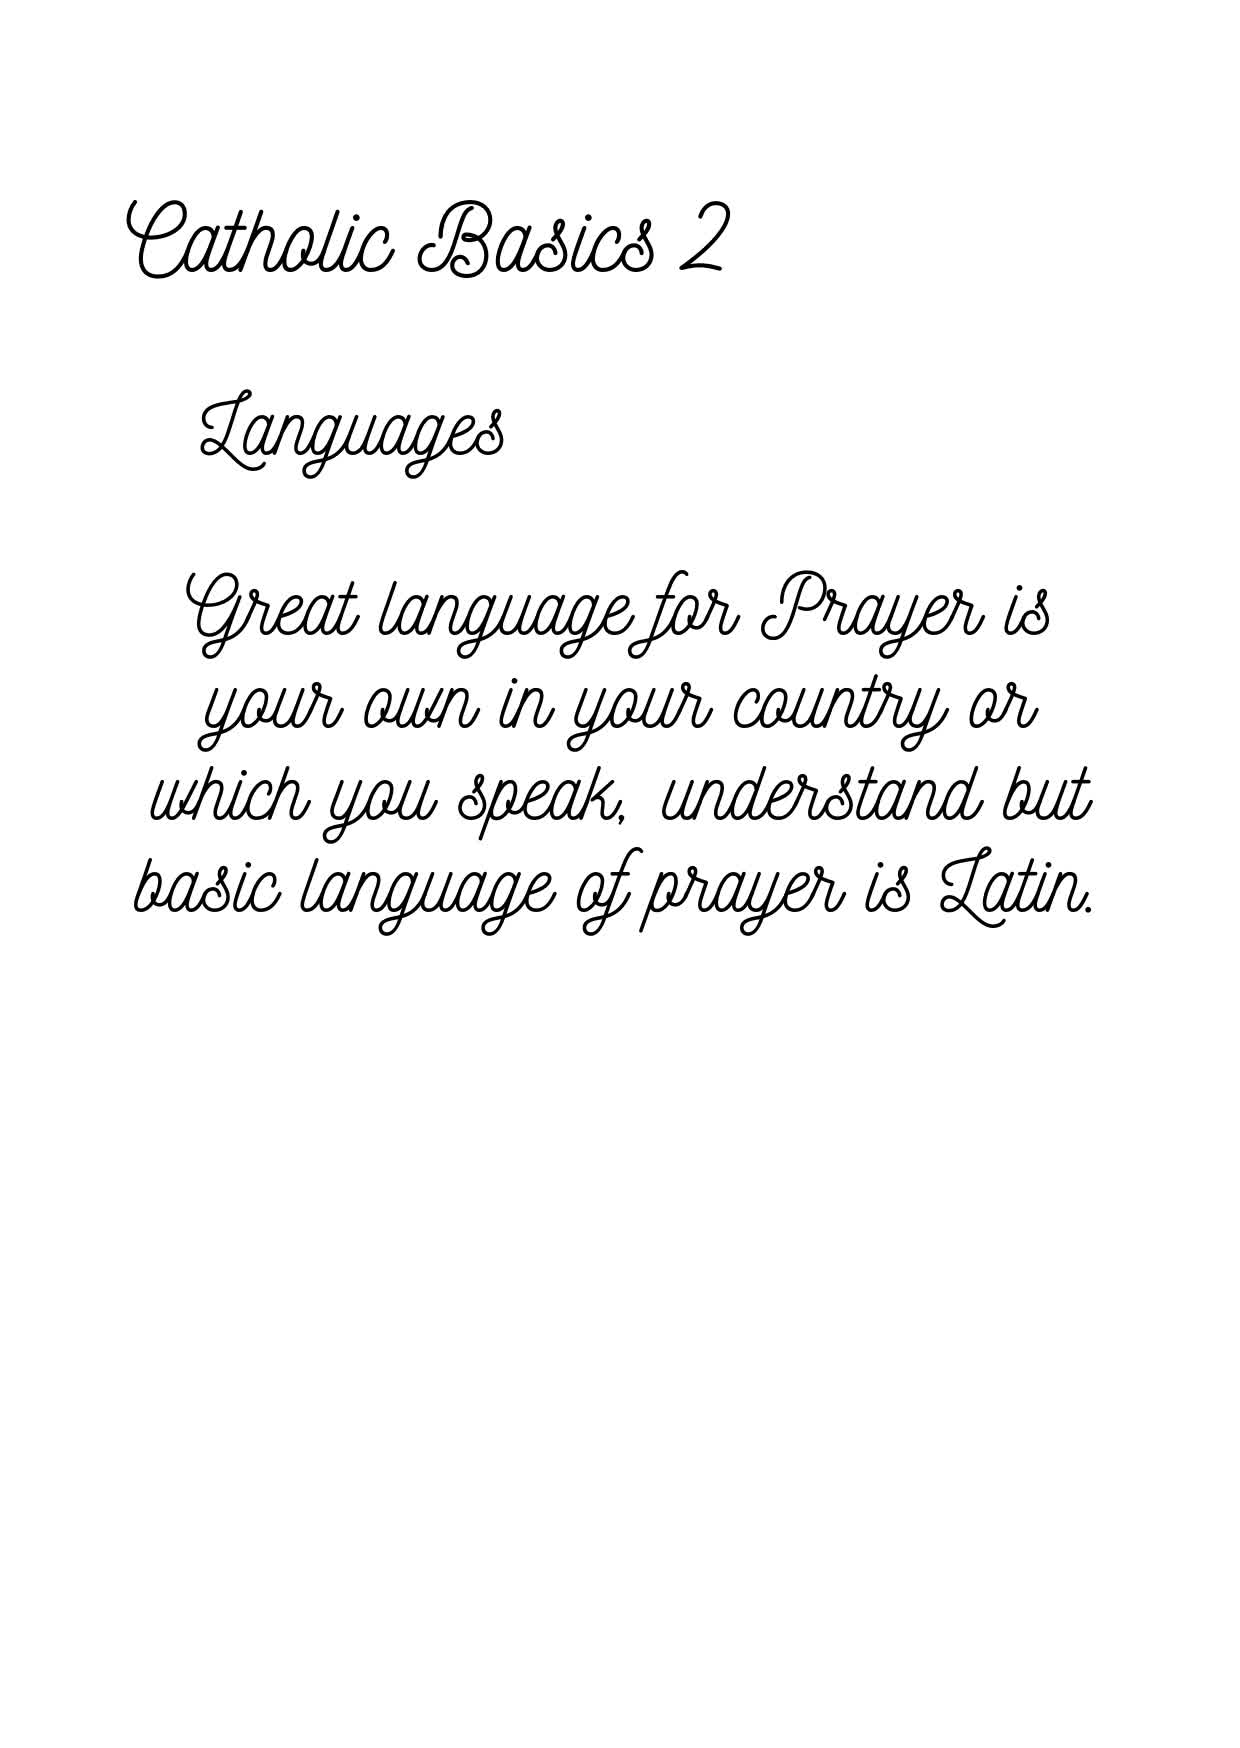 Catholic Basics 2
Languages
Great language for Prayer is
your own in your country or
which you speak, understand but
basic language of prayer is Latin.